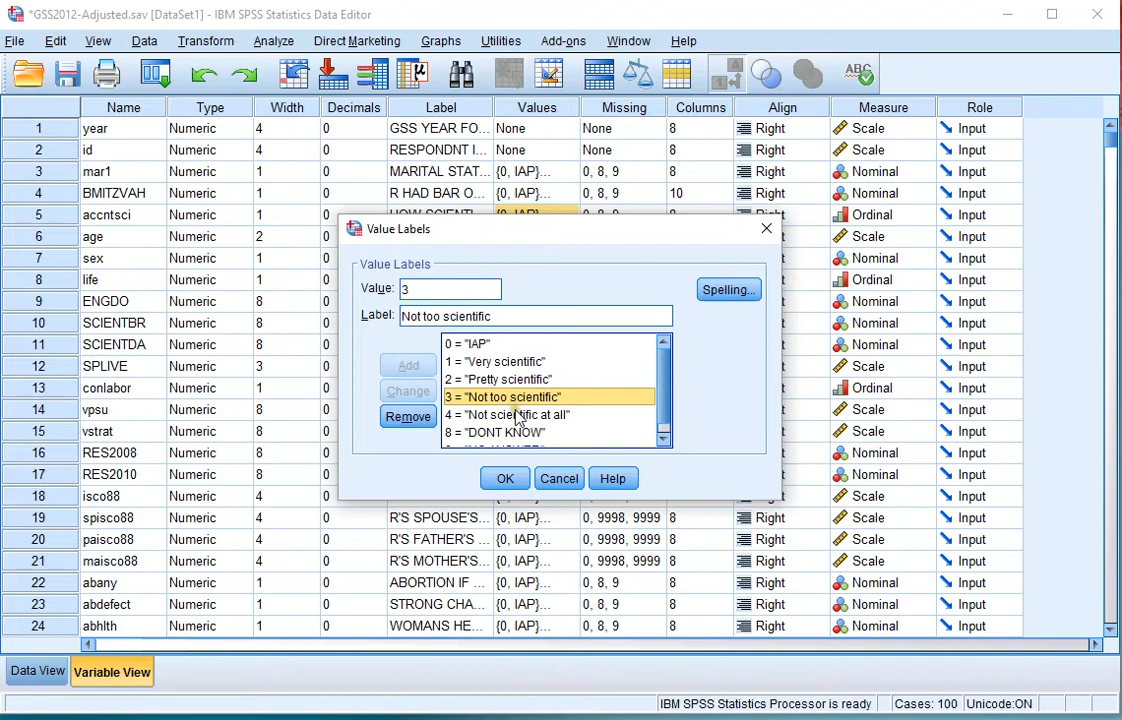 *GSS2012-Adjusted.sav [DataSet1] - IBM SPSS Statistics Data Editor
File Edit View Data Transform Analyze Direct Marketing Graphs Utilities Add-ons Window Help
Name Type Width Decimals Label Values Missing Columns Align Measure Role
1 year Numeric 4 0 GSS YEAR FO... None None 8 Right Scale Input
2 id Numeric 4 0 RESPONDNT I... None None 8 Right Scale Input
3 mar1 Numeric 1 0 MARITAL STAT... {0, IAP}... 0, 8, 9 8 Right Nominal Input
4 BMITZVAH Numeric 1 0 R HAD BAR O... {0, IAP}... 0, 8, 9 10 Right Nominal Input
5 accntsci Numeric 1 0 HOW SCIENTI... {0, IAP}... 0, 8, 9 8 Right Ordinal Input
6 age Numeric 2 0 Scale Input
7 sex Numeric 1 0 Nominal Input
8 life Numeric 1 0 Ordinal Input
9 ENGDO Numeric 8 0 Nominal Input
10 SCIENTBR Numeric 8 0 Nominal Input
11 SCIENTDA Numeric 8 0 Nominal Input
12 SPLIVE Numeric 8 0 Scale Input
13 conlabor Numeric 1 0 Ordinal Input
14 vpsu Numeric 8 0 Scale Input
15 vstrat Numeric 8 0 Scale Input
16 RES2008 Numeric 8 0 Nominal Input
17 RES2010 Numeric 8 0 Nominal Input
18 isco88 Numeric 4 0 Scale Input
19 spisco88 Numeric 4 0 R'S SPOUSE'S... {0, IAP}... 0, 9998, 9999 8 Right Scale Input
20 paisco88 Numeric 4 0 R'S FATHER'S ... {0, IAP}... 0, 9998, 9999 8 Right Scale Input
21 maisco88 Numeric 4 0 R'S MOTHER'S... {0, IAP}... 0, 9998, 9999 8 Right Scale Input
22 abany Numeric 1 0 ABORTION IF ... {0, IAP}... 0, 8, 9 8 Right Nominal Input
23 abdefect Numeric 1 0 STRONG CHA... {0, IAP}... 0, 8, 9 8 Right Nominal Input
24 abhlth Numeric 1 0 WOMANS HE... {0, IAP}... 0, 8, 9 8 Right Nominal Input
Value Labels
Value Labels
Value: 3
Spelling...
Label: Not too scientific
Add
Change
Remove
0 = "IAP"
1 = "Very scientific"
2 = "Pretty scientific"
3 = "Not too scientific"
4 = "Not scientific at all"
8 = "DONT KNOW"
OK Cancel Help
Data View Variable View
IBM SPSS Statistics Processor is ready Cases: 100 Unicode:ON